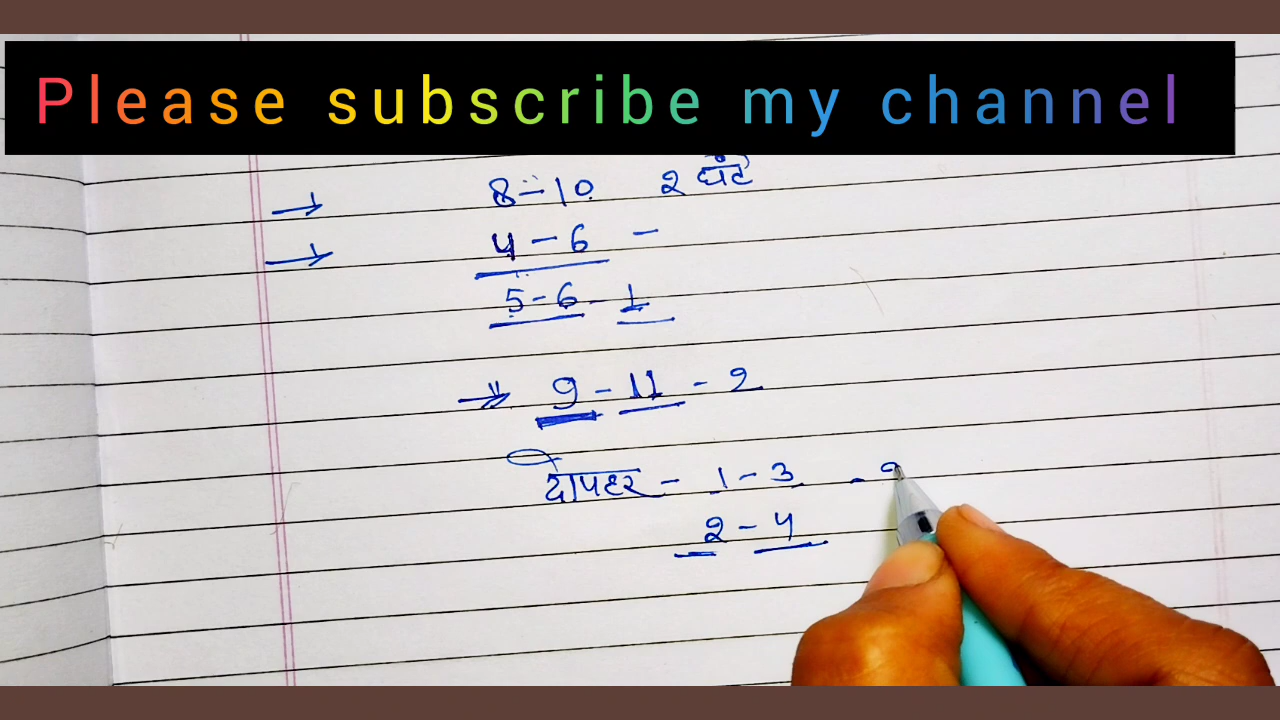 Please subscribe my channel
8-10 2 घंटे
4-6 -
5-6-1
9-11-2
दोपहर - 1-3 - 2
2-4